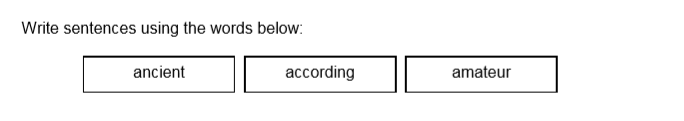 Write sentences using the words below:
ancient according amateur